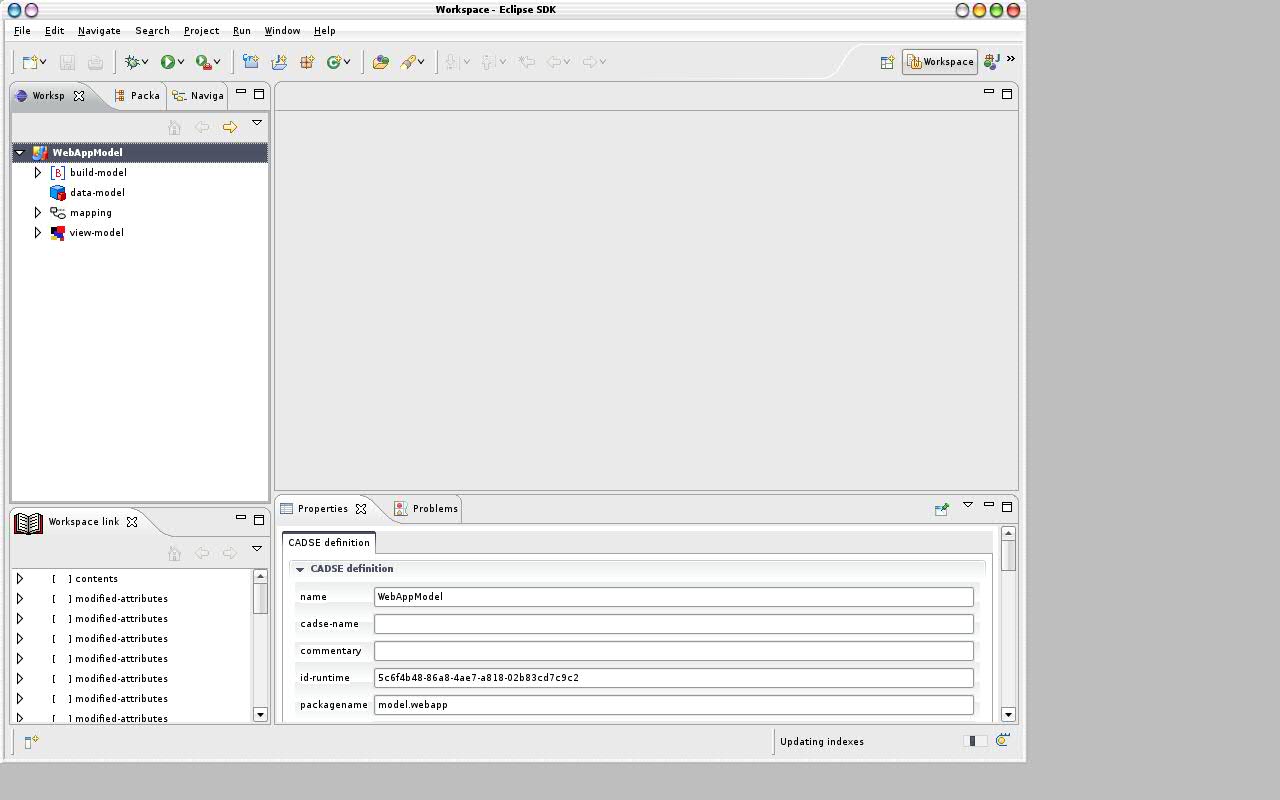 Workspace - Eclipse SDK
File Edit Navigate Search Project Run Window Help
Workspace J »
Worksp Packa Naviga
WebAppModel
[B] build-model
data-model
mapping
view-model
Properties Problems
CADSE definition
CADSE definition
name WebAppModel
cadse-name
commentary
id-runtime 5c6f4b48-86a8-4ae7-a818-02b83cd7c9c2
packagename model.webapp
Workspace link
[ ] contents
[ ] modified-attributes
[ ] modified-attributes
[ ] modified-attributes
[ ] modified-attributes
[ ] modified-attributes
[ ] modified-attributes
[ ] modified-attributes
Updating indexes